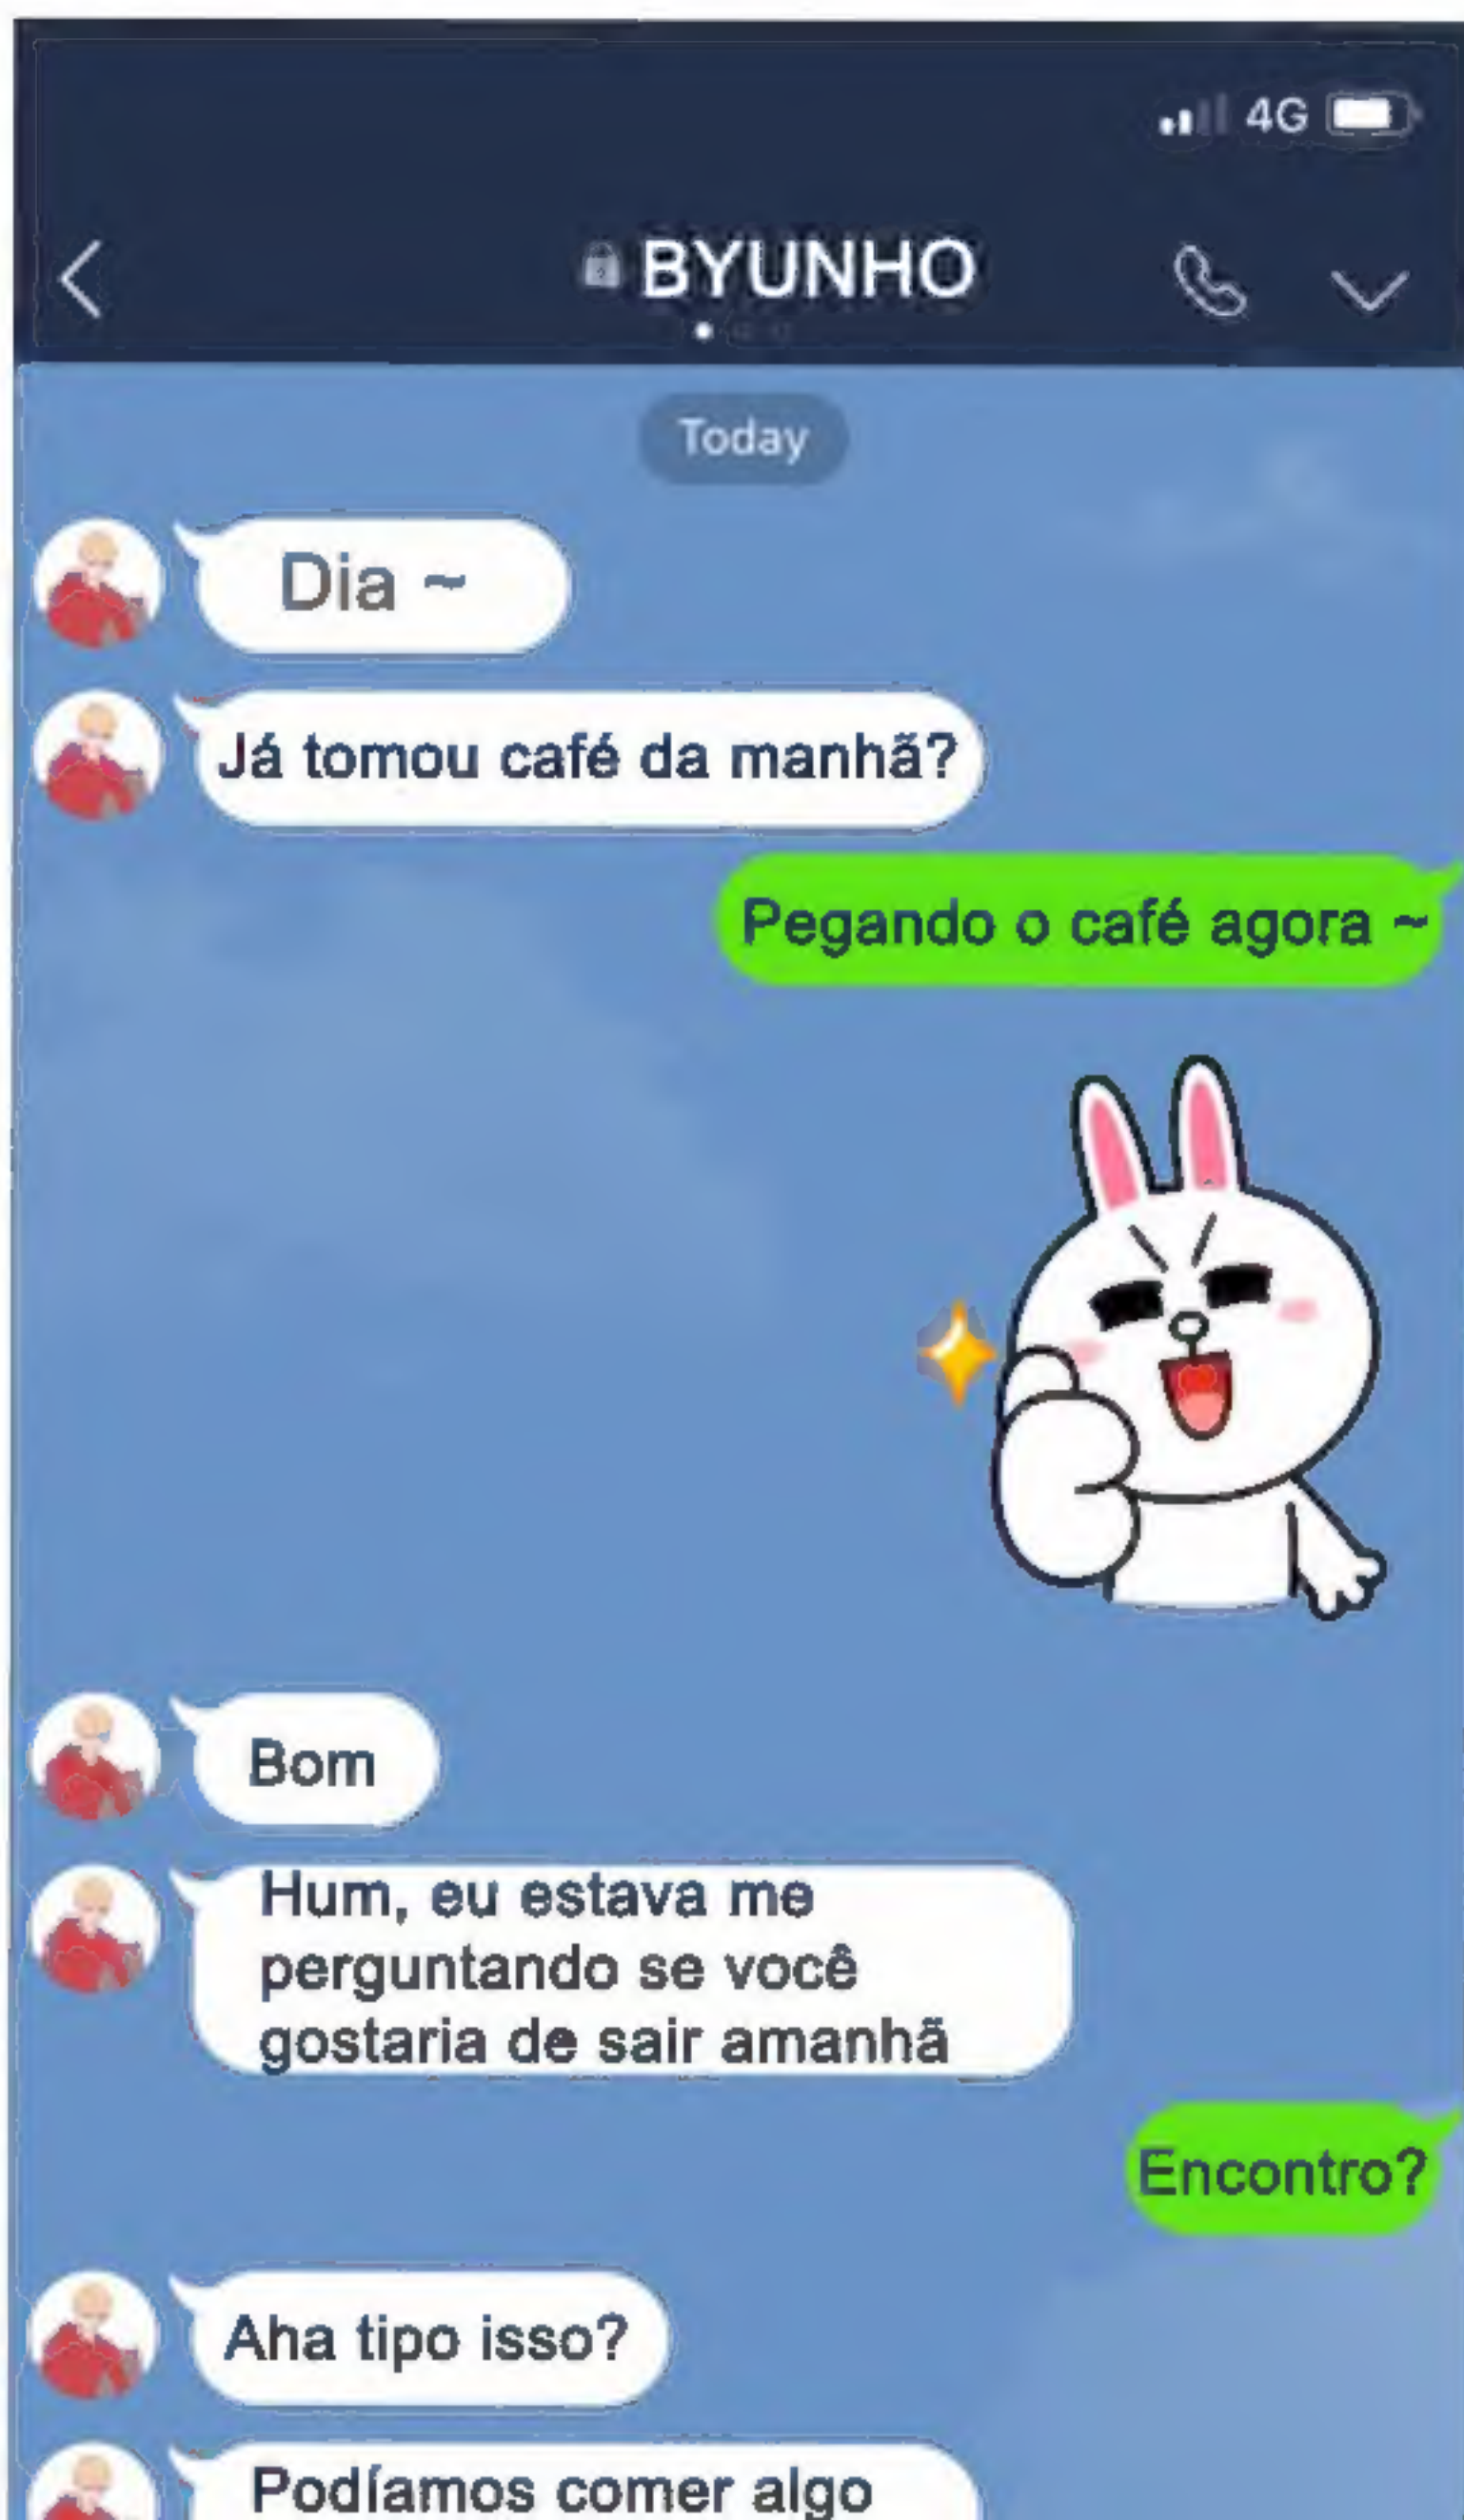 4G
BYUNHO
Today
Dia ~
Já tomou café da manhã?
Pegando o café agora ~
Bom
Hum, eu estava me
perguntando se você
gostaria de sair amanhã
Encontro?
Aha tipo isso?
Podíamos comer algo